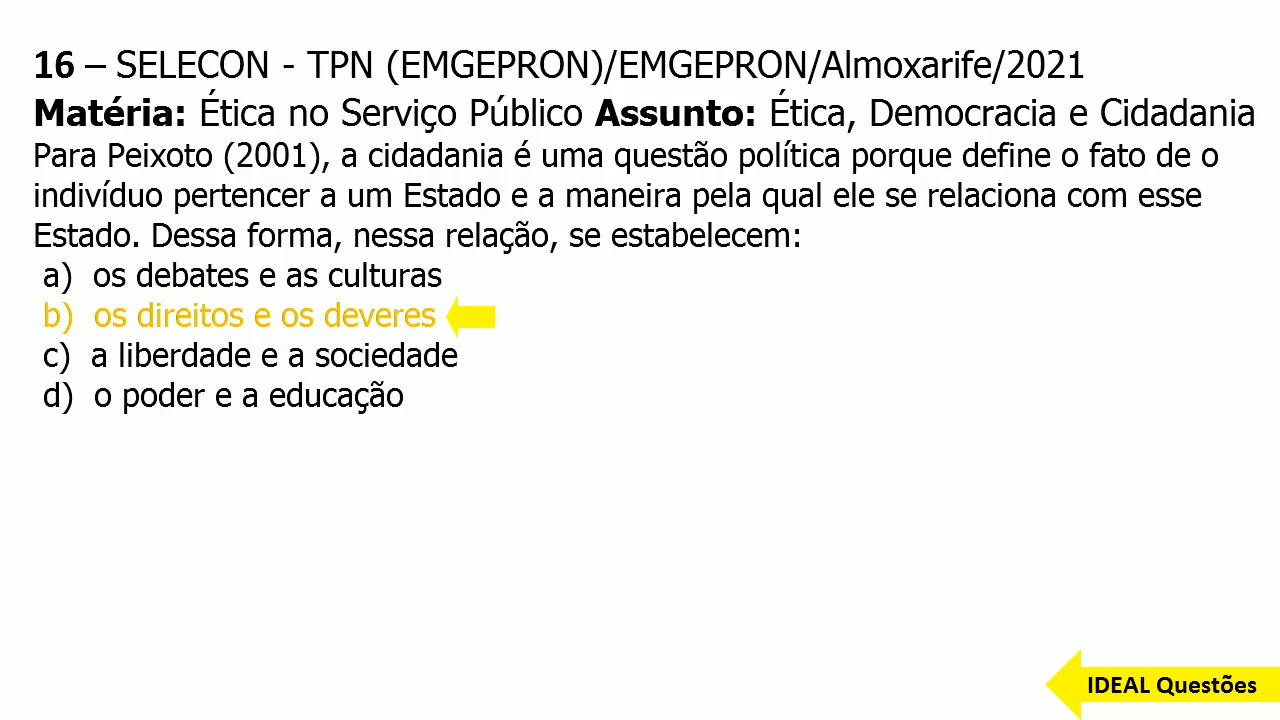 16 – SELECON - TPN (EMGEPRON)/EMGEPRON/Almoxarife/2021
Matéria: Ética no Serviço Público Assunto: Ética, Democracia e Cidadania
Para Peixoto (2001), a cidadania é uma questão política porque define o fato de o
indivíduo pertencer a um Estado e a maneira pela qual ele se relaciona com esse
Estado. Dessa forma, nessa relação, se estabelecem:
a) os debates e as culturas
b) os direitos e os deveres
c) a liberdade e a sociedade
d) o poder e a educação
IDEAL Questões